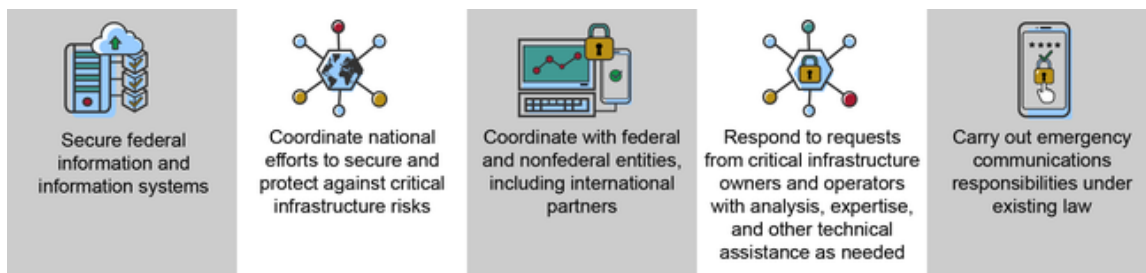 Secure federal
information and
information systems
Coordinate national
efforts to secure and
protect against critical
infrastructure risks
Coordinate with federal
and nonfederal entities,
including international
partners
Respond to requests
from critical infrastructure
owners and operators
with analysis, expertise,
and other technical
assistance as needed
Carry out emergency
communications
responsibilities under
existing law